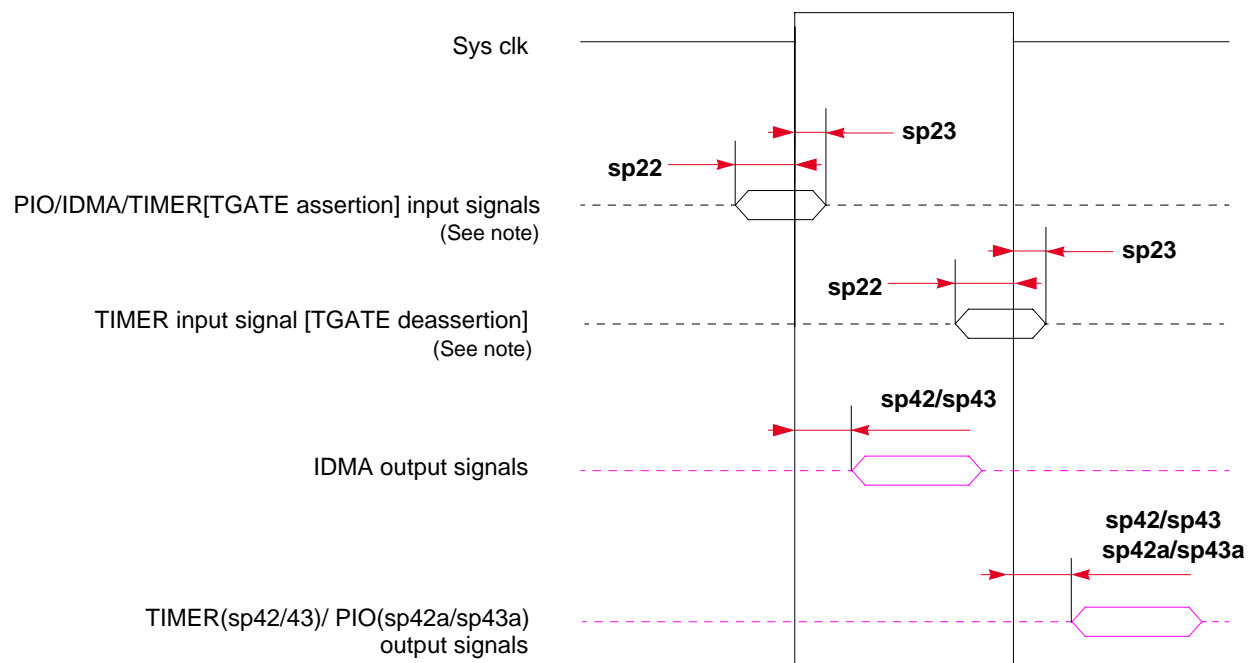 Sys clk
sp23
sp22
PIO/IDMA/TIMER[TGATE assertion] input signals
(See note)
sp23
sp22
TIMER input signal [TGATE deassertion]
(See note)
sp42/sp43
IDMA output signals
sp42/sp43
sp42a/sp43a
TIMER(sp42/43)/ PIO(sp42a/sp43a)
output signals